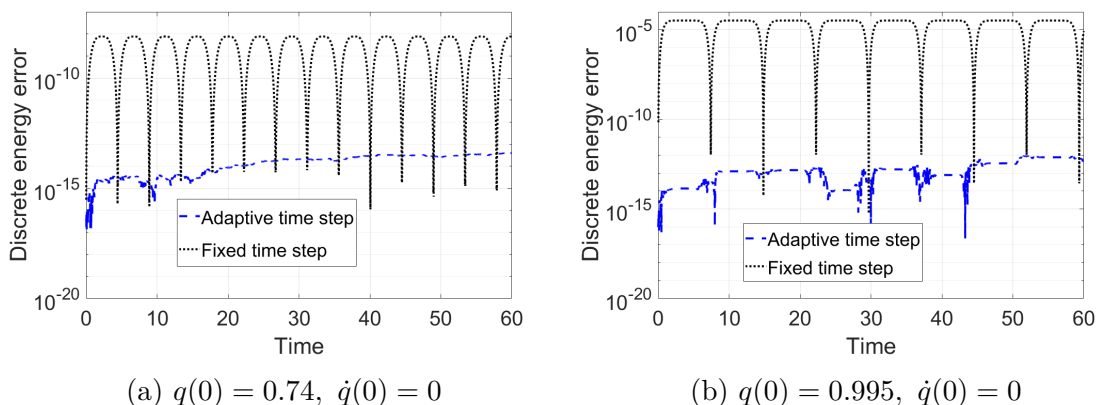 Discrete energy error
10^-10
10^-15
10^-20
Adaptive time step
Fixed time step
0 10 20 30 40 50 60
Time
(a) q(0) = 0.74, q̇(0) = 0
Discrete energy error
10^-5
10^-10
10^-15
10^-20
Adaptive time step
Fixed time step
0 10 20 30 40 50 60
Time
(b) q(0) = 0.995, q̇(0) = 0